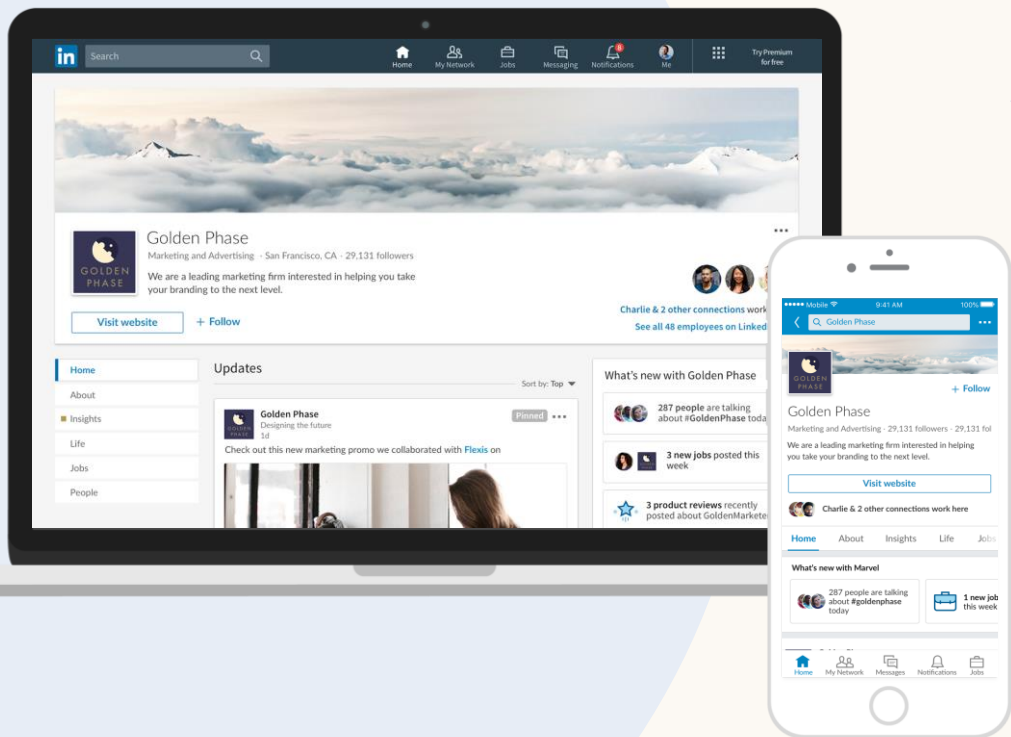 in
Search
Home
My Network
Jobs
Messaging
8
Notifications
Me
Try Premium
for free
GOLDEN
PHASE
Golden Phase
Marketing and Advertising · San Francisco, CA · 29,131 followers
We are a leading marketing firm interested in helping you take
your branding to the next level.
Visit website
+ Follow
Charlie & 2 other connections work
See all 48 employees on Linked
Home
About
Insights
Life
Jobs
People
Updates
Sort by: Top
GOLDEN
PHASE
Golden Phase
Designing the future
1d
Pinned
Check out this new marketing promo we collaborated with Flexis on
What's new with Golden Phase
287 people are talking
about #GoldenPhase toda
3 new jobs posted this
week
3 product reviews recently
posted about GoldenMarkete
Mobile
9:41 AM
100%
Golden Phase
GOLDEN
PHASE
+ Follow
Golden Phase
Marketing and Advertising · 29,131 followers · 29,131 fol
We are a leading marketing firm interested in helping
you take your branding to the next level.
Visit website
Charlie & 2 other connections work here
Home
About
Insights
Life
Jobs
What's new with Marvel
287 people are talking
about #goldenphase
today
1 new job
this week
Home
My Network
Messages
Notifications
Jobs